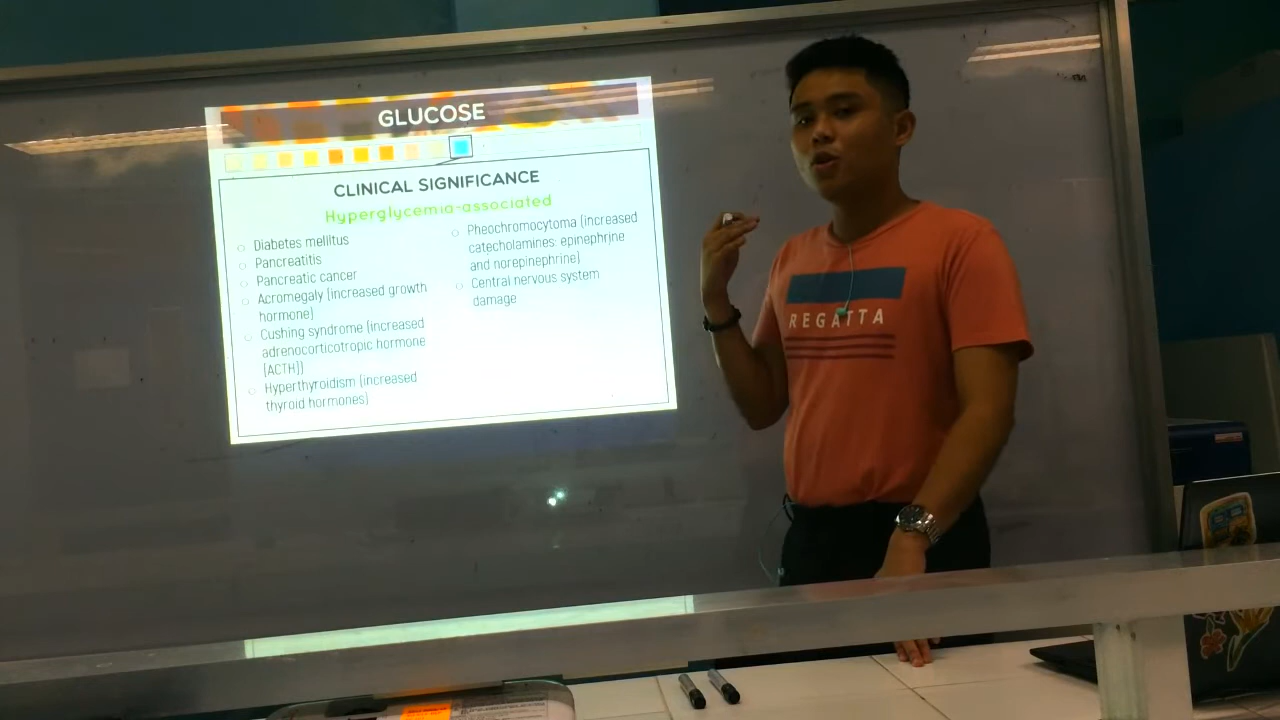 GLUCOSE
CLINICAL SIGNIFICANCE
Hyperglycemia-associated
Diabetes mellitus
Pancreatitis
Pancreatic cancer
Acromegaly (increased growth
hormone)
Cushing syndrome (increased
adrenocorticotropic hormone
(ACTH))
Hyperthyroidism (increased
thyroid hormones)
Pheochromocytoma (increased
catecholamines: epinephrine
and norepinephrine)
Central nervous system
damage
REGATTA